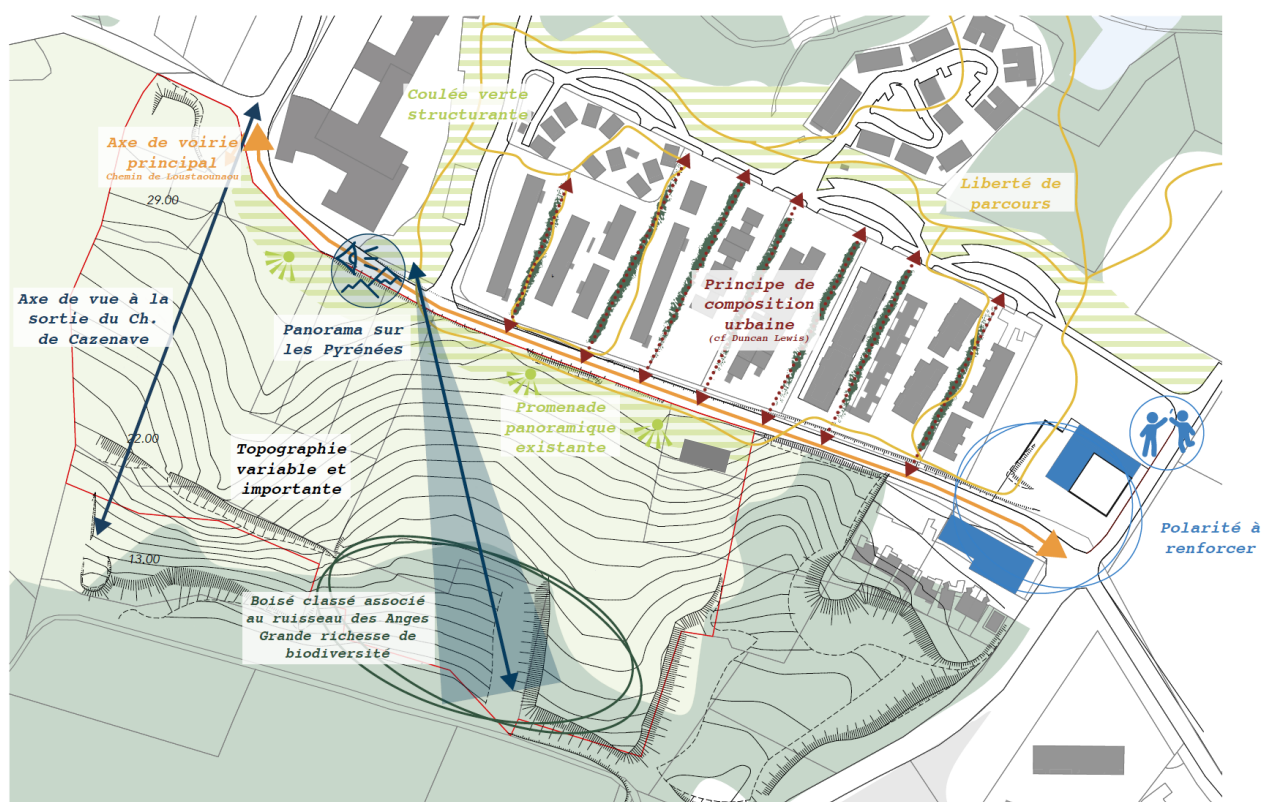 Coulée verte
structurante
Axe de voirie
principal
Chemin de Loustaounaou
29.00
Liberté de
parcours
Axe de vue à la
sortie du Ch.
de Cazenave
Panorama sur
les Pyrénées
Principe de
composition
urbaine
(cf Duncan Lewis)
Promenade
panoramique
existante
22.00
Topographie
variable et
importante
Polarité à
renforcer
13.00
Boisé classé associé
au ruisseau des Anges
Grande richesse de
biodiversité